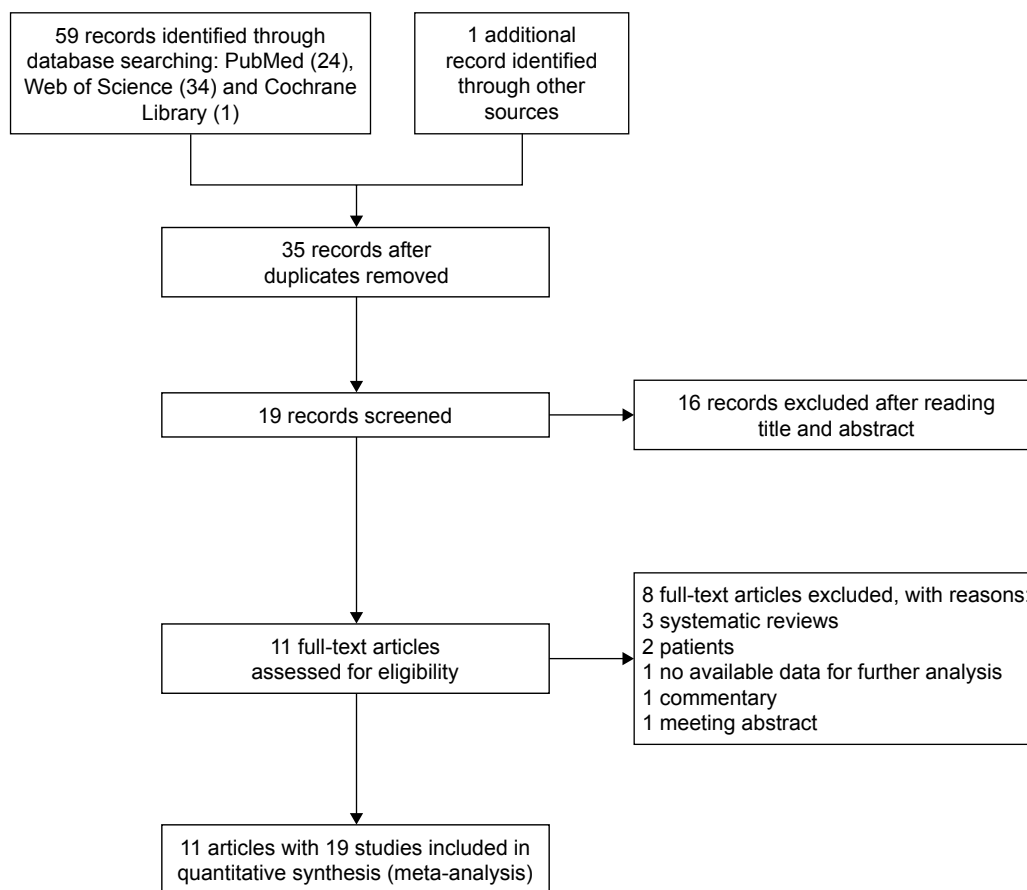 59 records identified through
database searching: PubMed (24),
Web of Science (34) and Cochrane
Library (1)
1 additional
record identified
through other
sources
35 records after
duplicates removed
19 records screened
16 records excluded after reading
title and abstract
11 full-text articles
assessed for eligibility
8 full-text articles excluded, with reasons:
3 systematic reviews
2 patients
1 no available data for further analysis
1 commentary
1 meeting abstract
11 articles with 19 studies included in
quantitative synthesis (meta-analysis)